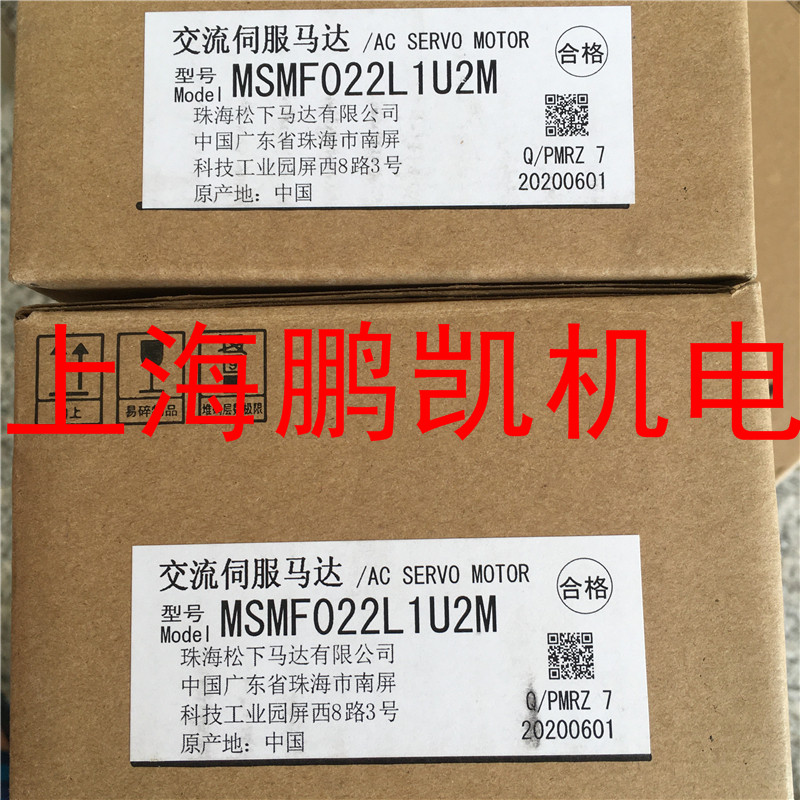 交流伺服马达 /AC SERVO MOTOR
合格
型号 Model MSMF022L1U2M
珠海松下马达有限公司
中国广东省珠海市南屏
科技工业园屏西8路3号
原产地：中国
Q/PMRZ 7
20200601
上海鹏凯机电
交流伺服马达 /AC SERVO MOTOR
合格
型号 Model MSMF022L1U2M
珠海松下马达有限公司
中国广东省珠海市南屏
科技工业园屏西8路3号
原产地：中国
Q/PMRZ 7
20200601